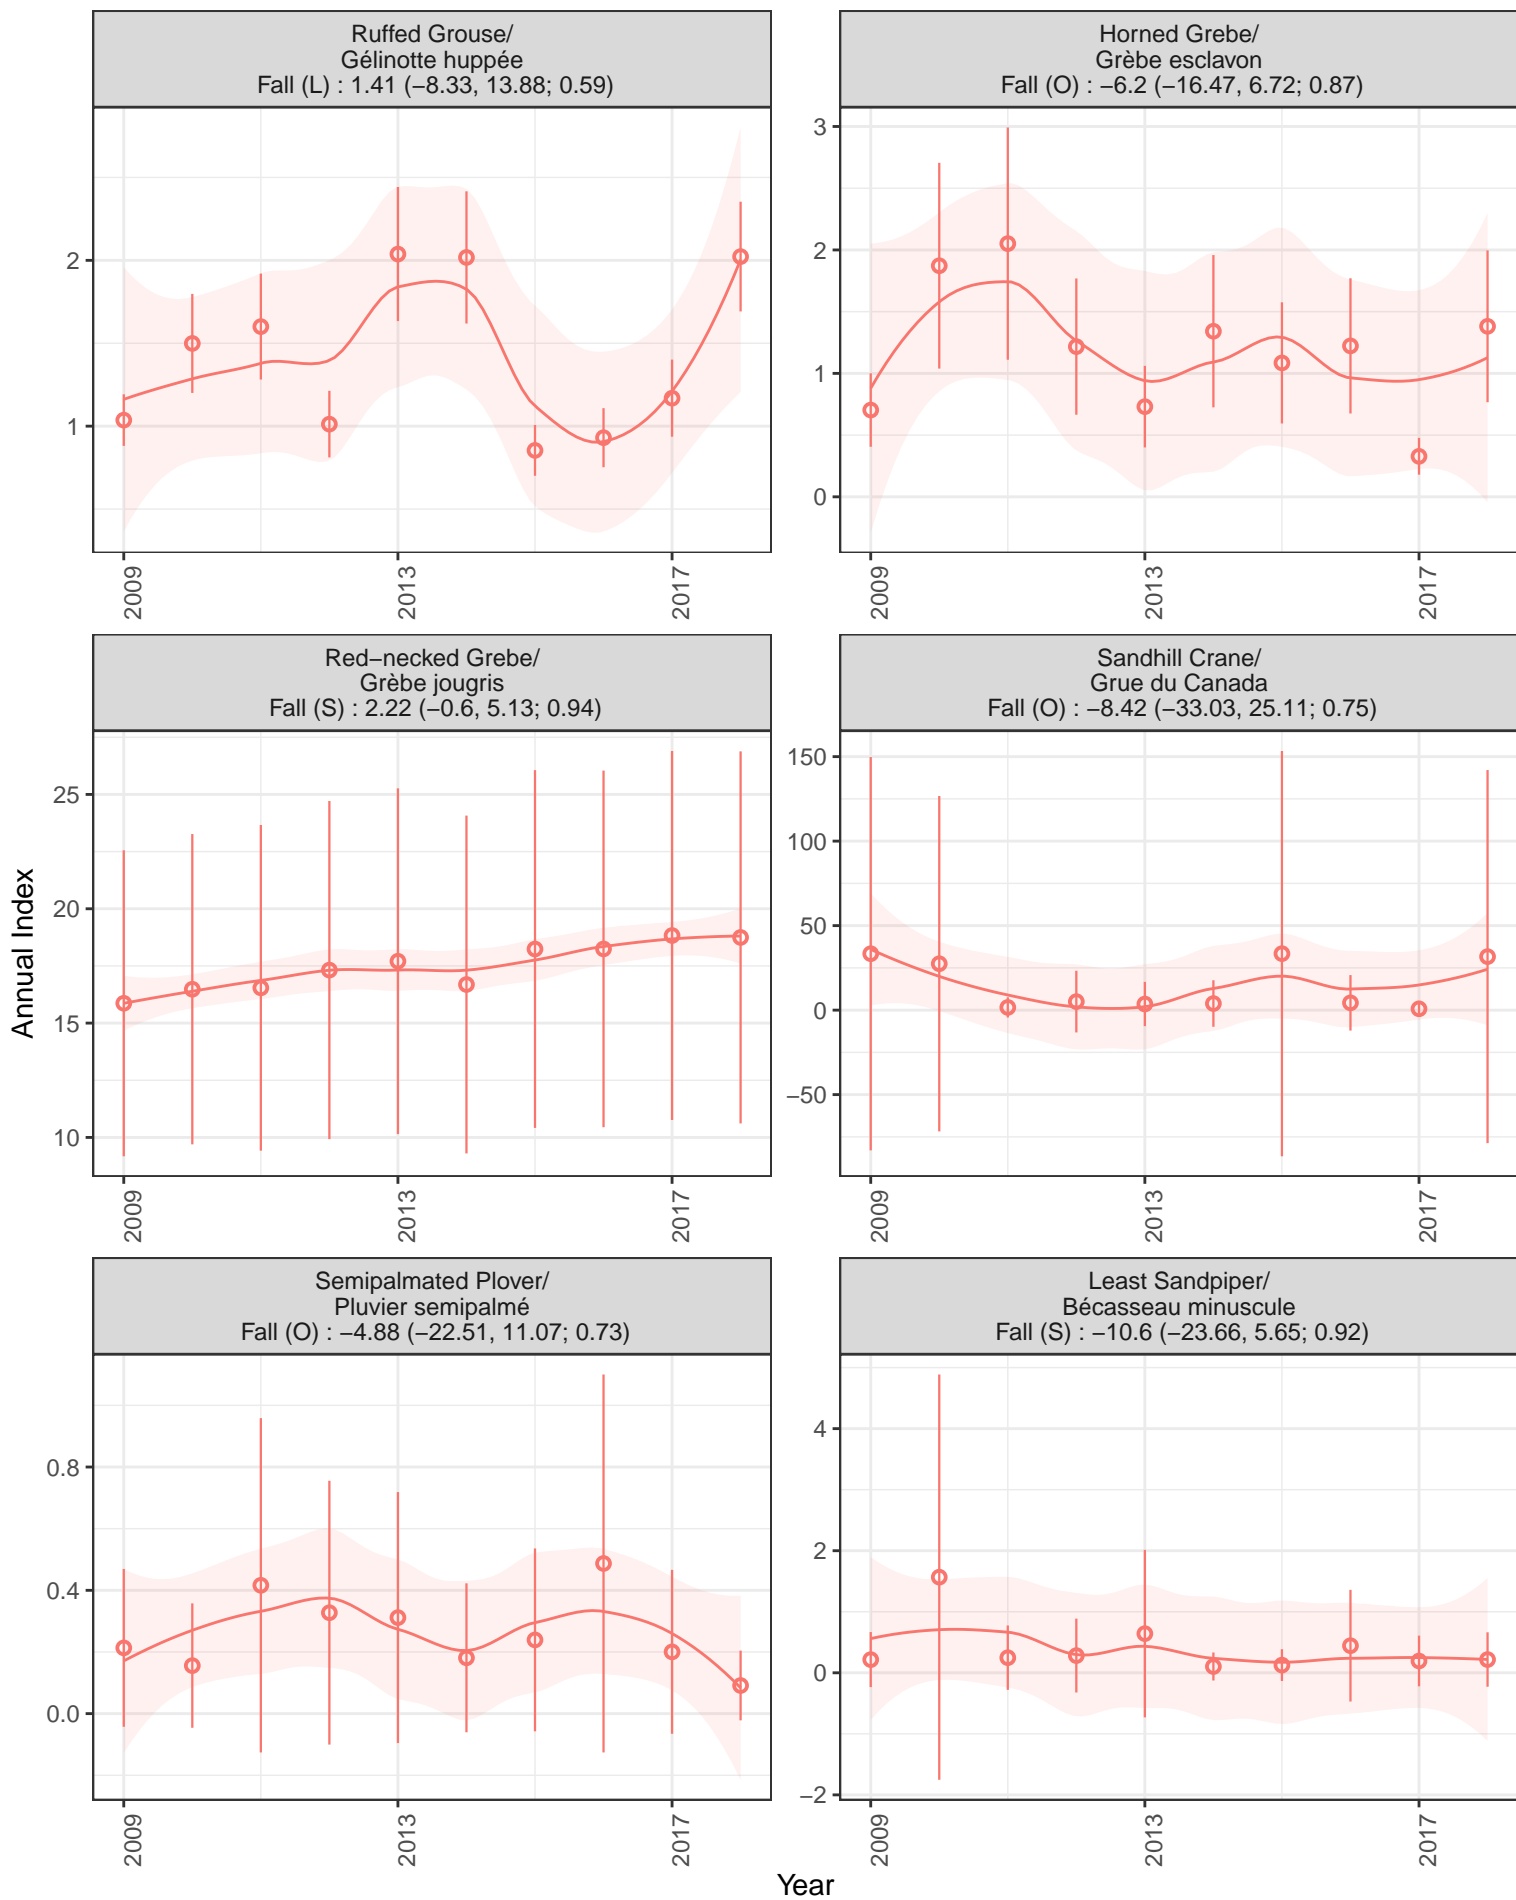 Ruffed Grouse/
Gélinotte huppée
Fall (L) : 1.41 (−8.33, 13.88; 0.59)
Horned Grebe/
Grèbe esclavon
Fall (O) : −6.2 (−16.47, 6.72; 0.87)
2
1
2009
2013
2017
3
2
1
0
2009
2013
2017
Red−necked Grebe/
Grèbe jougris
Fall (S) : 2.22 (−0.6, 5.13; 0.94)
Sandhill Crane/
Grue du Canada
Fall (O) : −8.42 (−33.03, 25.11; 0.75)
Annual Index
25
20
15
10
2009
2013
2017
150
100
50
0
−50
2009
2013
2017
Semipalmated Plover/
Pluvier semipalmé
Fall (O) : −4.88 (−22.51, 11.07; 0.73)
Least Sandpiper/
Bécasseau minuscule
Fall (S) : −10.6 (−23.66, 5.65; 0.92)
0.8
0.4
0.0
2009
2013
2017
4
2
0
−2
2009
2013
2017
Year